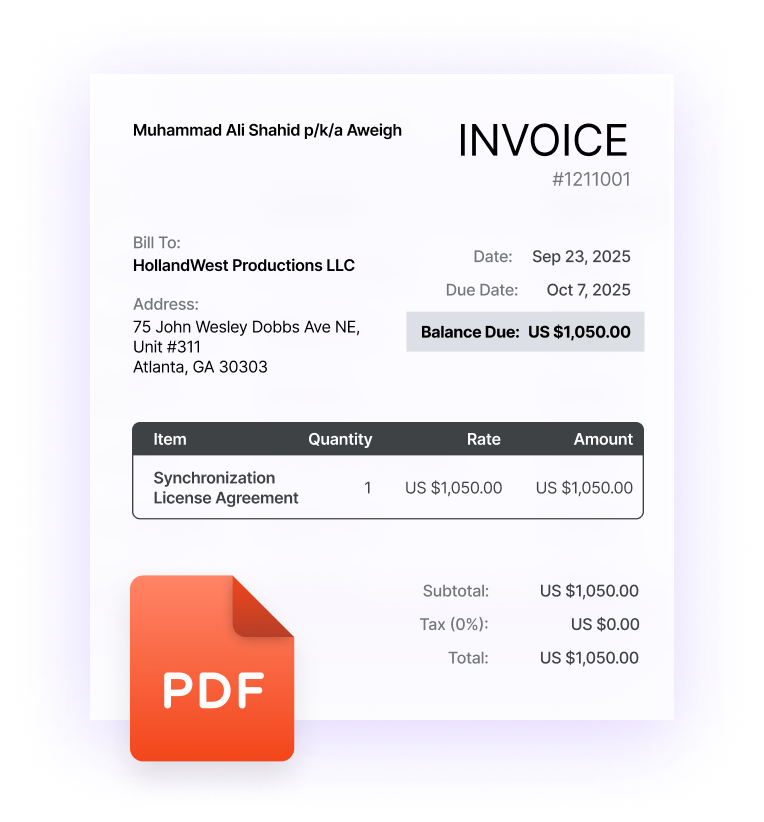 Muhammad Ali Shahid p/k/a Aweigh
INVOICE
#1211001
Bill To:
HollandWest Productions LLC
Address:
75 John Wesley Dobbs Ave NE,
Unit #311
Atlanta, GA 30303
Date: Sep 23, 2025
Due Date: Oct 7, 2025
Balance Due: US $1,050.00
Item Quantity Rate Amount
Synchronization
License Agreement 1 US $1,050.00 US $1,050.00
Subtotal: US $1,050.00
Tax (0%): US $0.00
Total: US $1,050.00
PDF